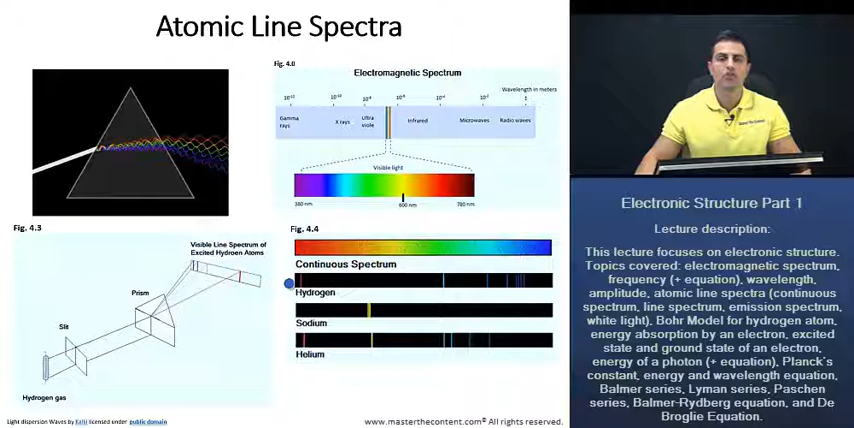 Atomic Line Spectra
Fig. 4.0
Electromagnetic Spectrum
Wavelength in meters
Gamma
rays
X rays
Ultra
viole
Infrared
Microwaves
Radio waves
Visible light
380 nm
600 nm
780 nm
Fig. 4.3
Visible Line Spectrum of
Excited Hydroen Atoms
Prism
Slit
Hydrogen gas
Fig. 4.4
Continuous Spectrum
Hydrogen
Sodium
Helium
Light dispersion Waves by licensed under public domain
www.masterthecontent.com© All rights reserved.
Electronic Structure Part 1
Lecture description:
This lecture focuses on electronic structure.
Topics covered: electromagnetic spectrum,
frequency (+ equation), wavelength,
amplitude, atomic line spectra (continuous
spectrum, line spectrum, emission spectrum,
white light), Bohr Model for hydrogen atom,
energy absorption by an electron, excited
state and ground state of an electron,
energy of a photon (+ equation), Planck's
constant, energy and wavelength equation,
Balmer series, Lyman series, Paschen
series, Balmer-Rydberg equation, and De
Broglie Equation.